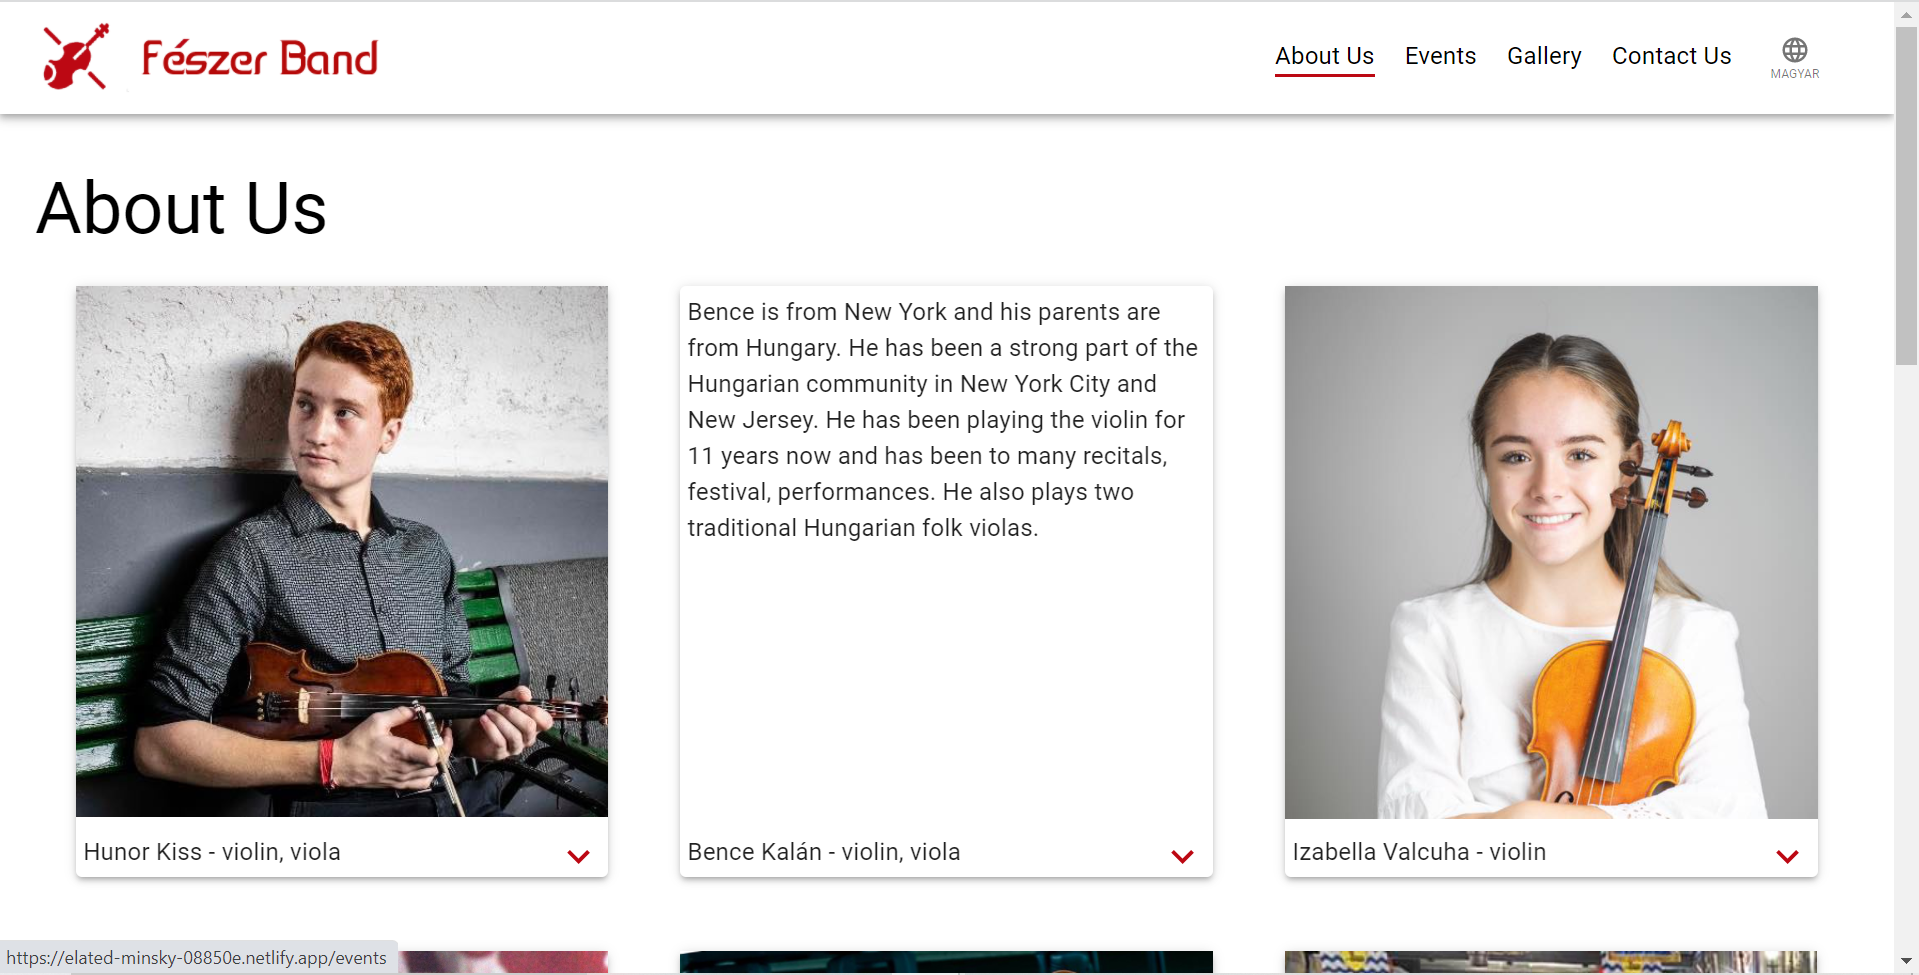 Fészer Band
About Us Events Gallery Contact Us
MAGYAR
About Us
Bence is from New York and his parents are
from Hungary. He has been a strong part of the
Hungarian community in New York City and
New Jersey. He has been playing the violin for
11 years now and has been to many recitals,
festival, performances. He also plays two
traditional Hungarian folk violas.
Hunor Kiss - violin, viola
Bence Kalán - violin, viola
Izabella Valcuha - violin
https://elated-minsky-08850e.netlify.app/events